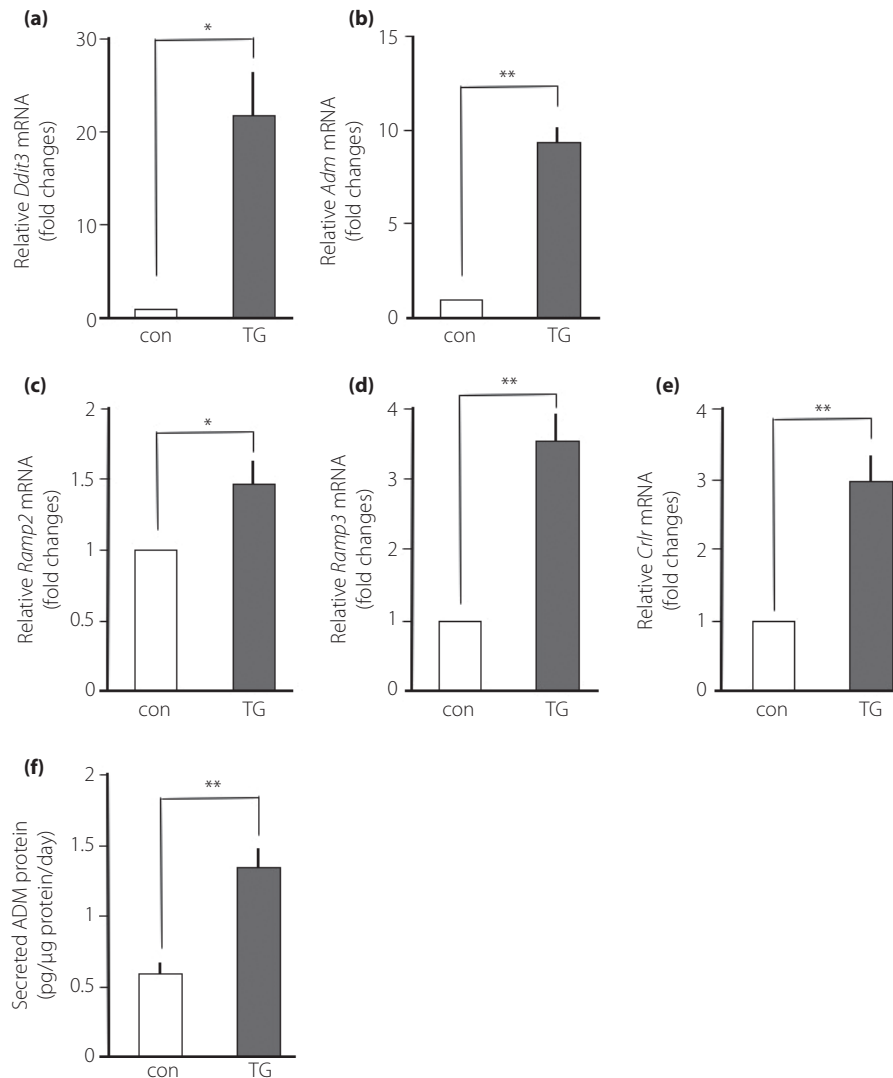 (a)
Relative Ddit3 mRNA
(fold changes)
30
20
10
0
*
con
TG
(b)
Relative Adm mRNA
(fold changes)
15
10
5
0
**
con
TG
(c)
Relative Ramp2 mRNA
(fold changes)
2
1.5
1
0.5
0
*
con
TG
(d)
Relative Ramp3 mRNA
(fold changes)
4
3
2
1
0
**
con
TG
(e)
Relative Crlr mRNA
(fold changes)
4
3
2
1
0
**
con
TG
(f)
Secreted ADM protein
(pg/μg protein/day)
2
1.5
1
0.5
0
**
con
TG